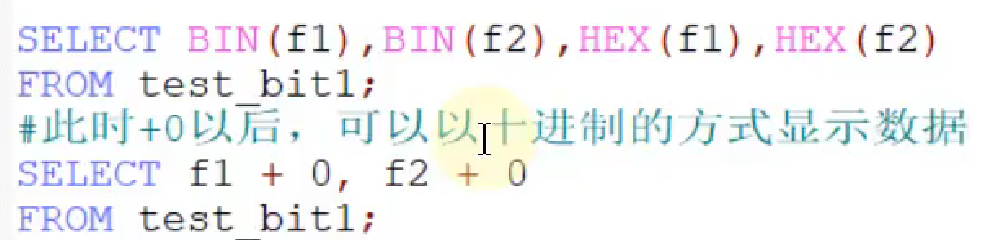 SELECT BIN(f1),BIN(f2),HEX(f1),HEX(f2)
FROM test_bit1;
#此时+0以后，可以以十进制的方式显示数据
SELECT f1 + 0, f2 + 0
FROM test_bit1;